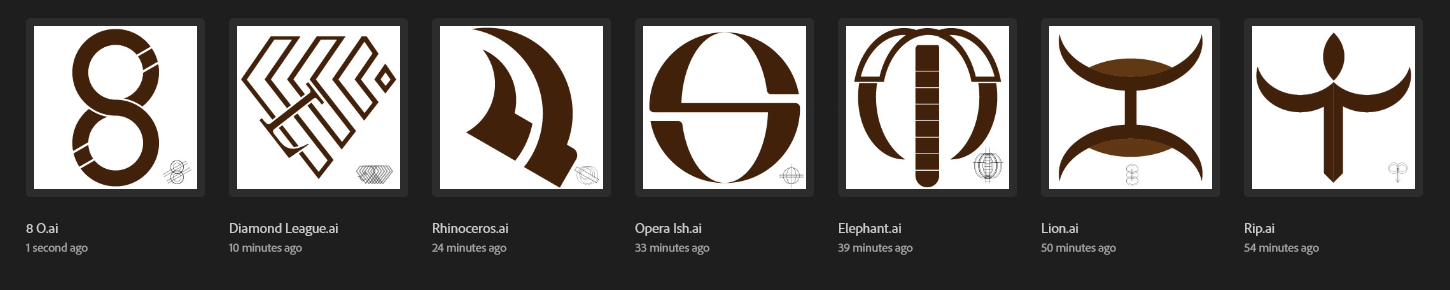 8 O.ai
1 second ago
Diamond League.ai
10 minutes ago
Rhinoceros.ai
24 minutes ago
Opera Ish.ai
33 minutes ago
Elephant.ai
39 minutes ago
Lion.ai
50 minutes ago
Rip.ai
54 minutes ago